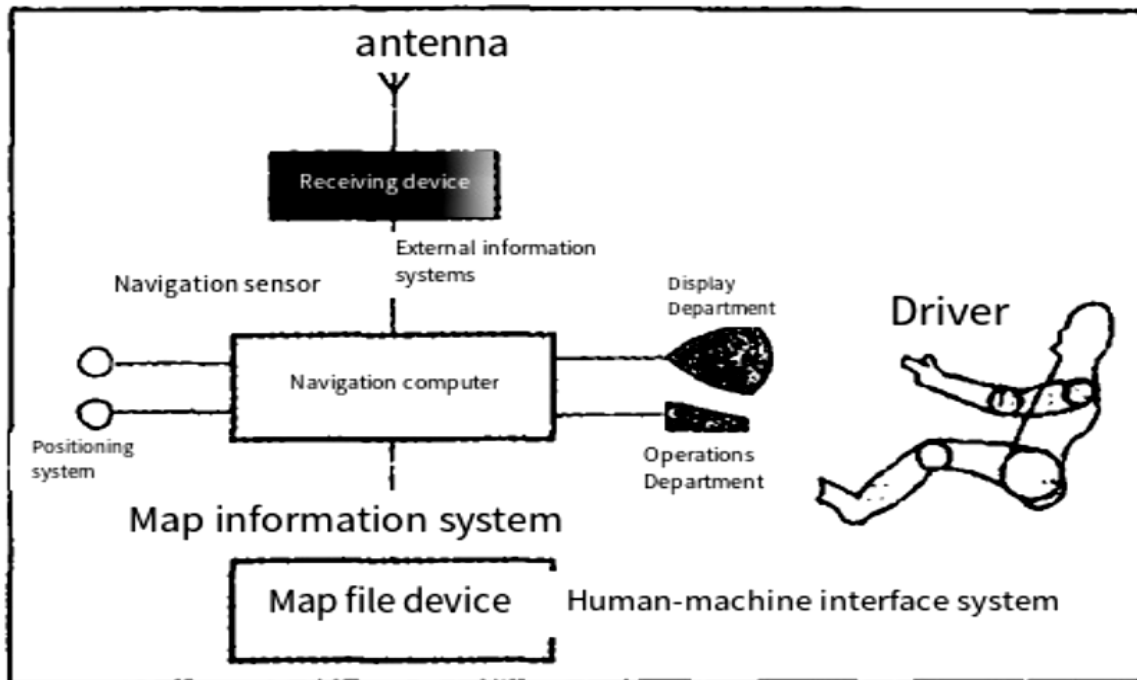 antenna
Receiving device
External information
systems
Navigation sensor
Display
Department
Driver
Navigation computer
Positioning
system
Operations
Department
Map information system
Map file device
Human-machine interface system